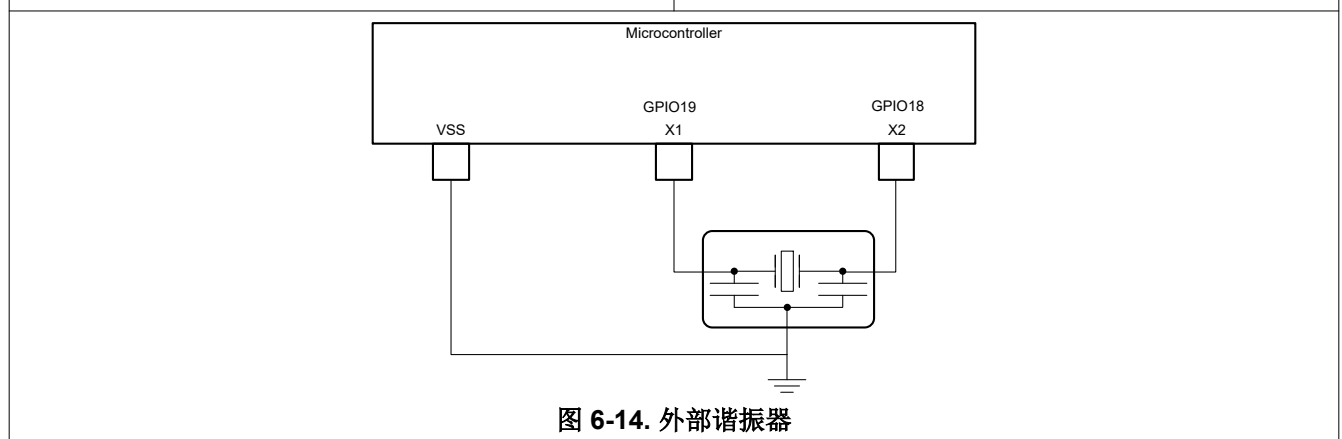 Microcontroller
GPIO19 GPIO18
VSS X1 X2
图 6-14. 外部谐振器